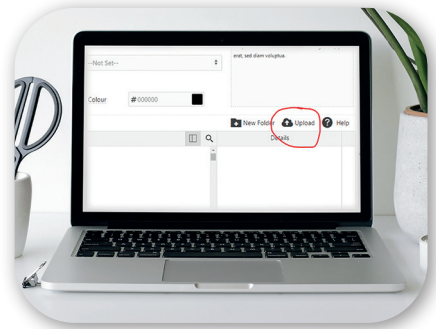 erat, sed diam voluptua.
--Not Set--
Colour #000000
New Folder Upload Help
Details